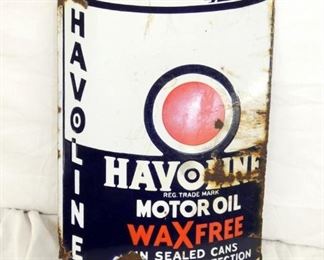 HAVOLINE
HAVOLINE
REG. TRADE MARK
MOTOR OIL
WAXFREE
IN SEALED CANS